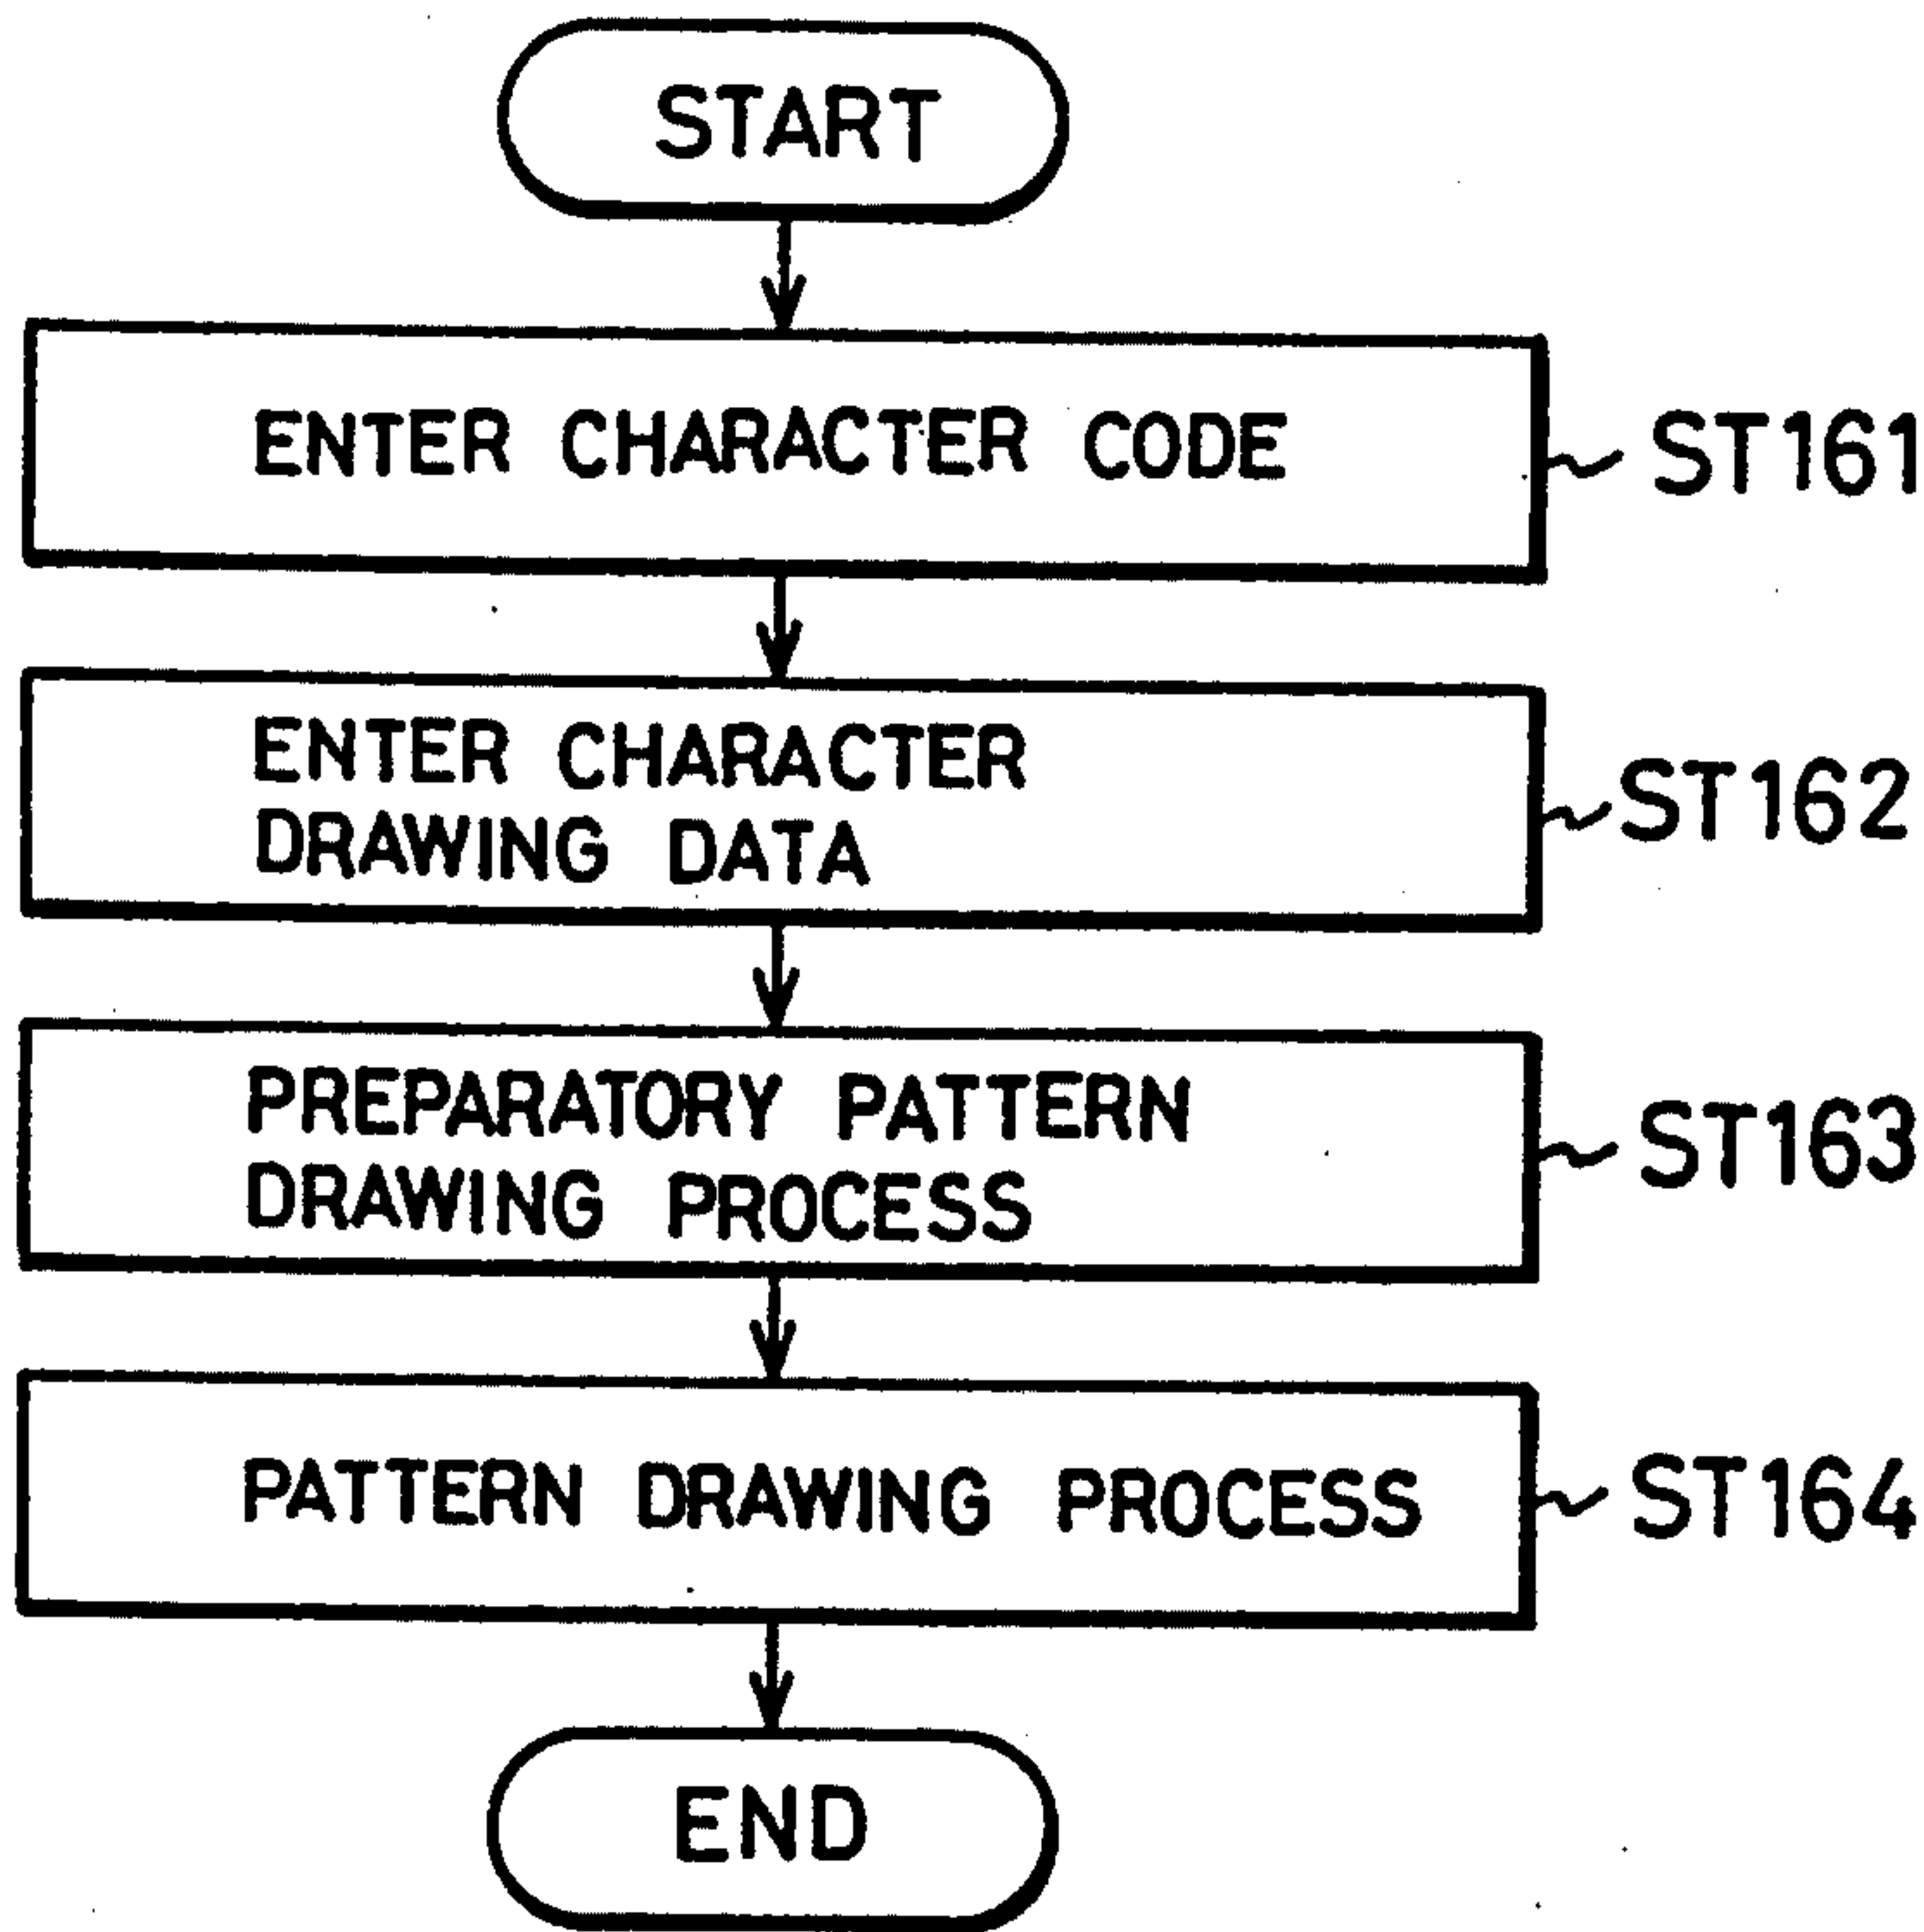 START
ENTER CHARACTER CODE
ST161
ENTER CHARACTER
DRAWING DATA
ST162
PREPARATORY PATTERN
DRAWING PROCESS
ST163
PATTERN DRAWING PROCESS
ST164
END